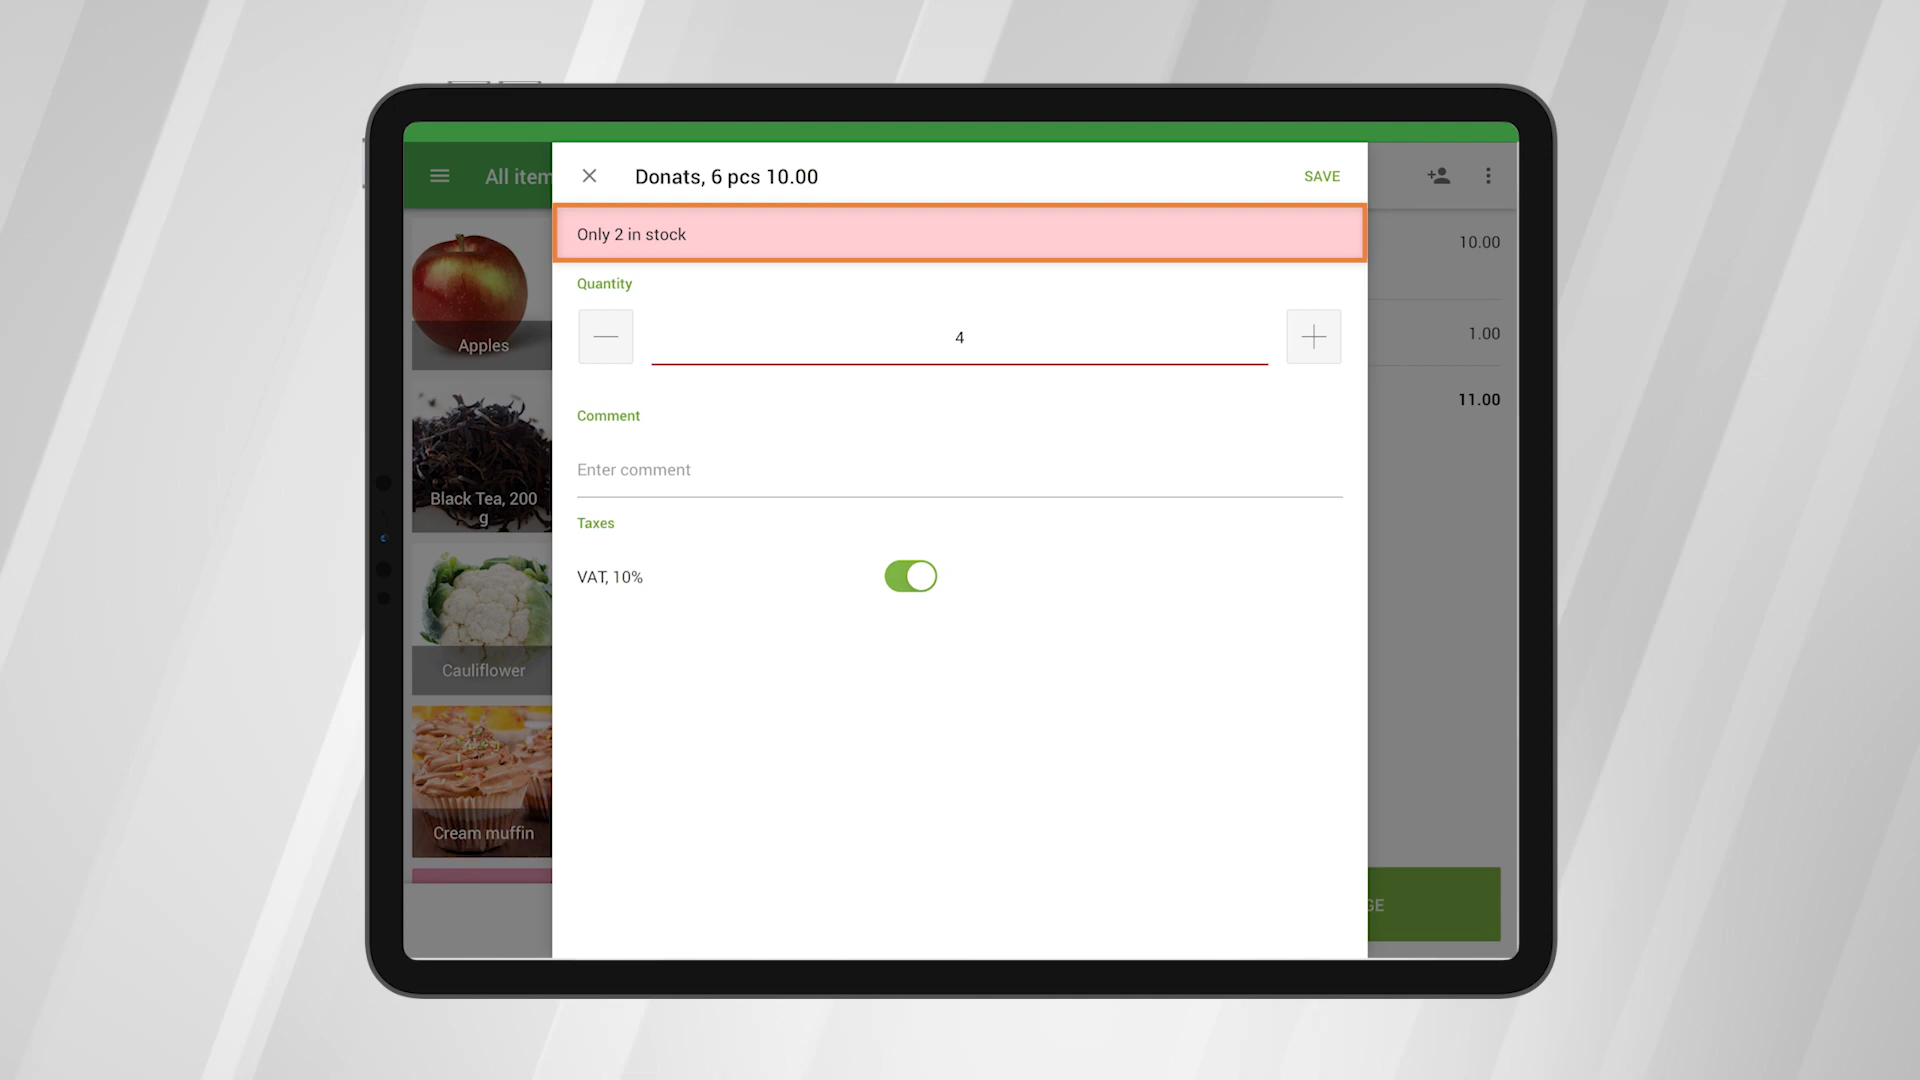 All item
Donats, 6 pcs 10.00
SAVE
Only 2 in stock
Quantity
4
Comment
Enter comment
Taxes
VAT, 10%
Apples
Black Tea, 200
g
Cauliflower
Cream muffin
10.00
1.00
11.00
GE